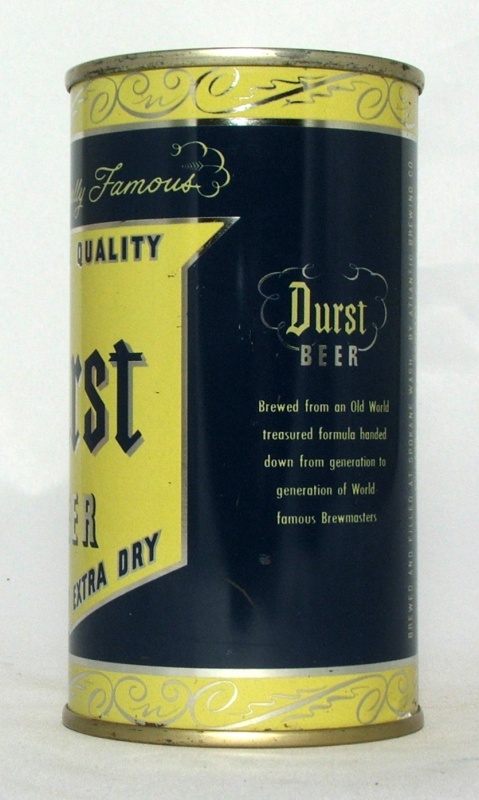 lly Famous
QUALITY
rst
ER
EXTRA DRY
Durst
BEER
Brewed from an Old World
treasured formula handed
down from generation to
generation of World
famous Brewmasters
BREWED AND FILLED AT SPOKANE WASH. BY ATLANTIC BREWING CO.